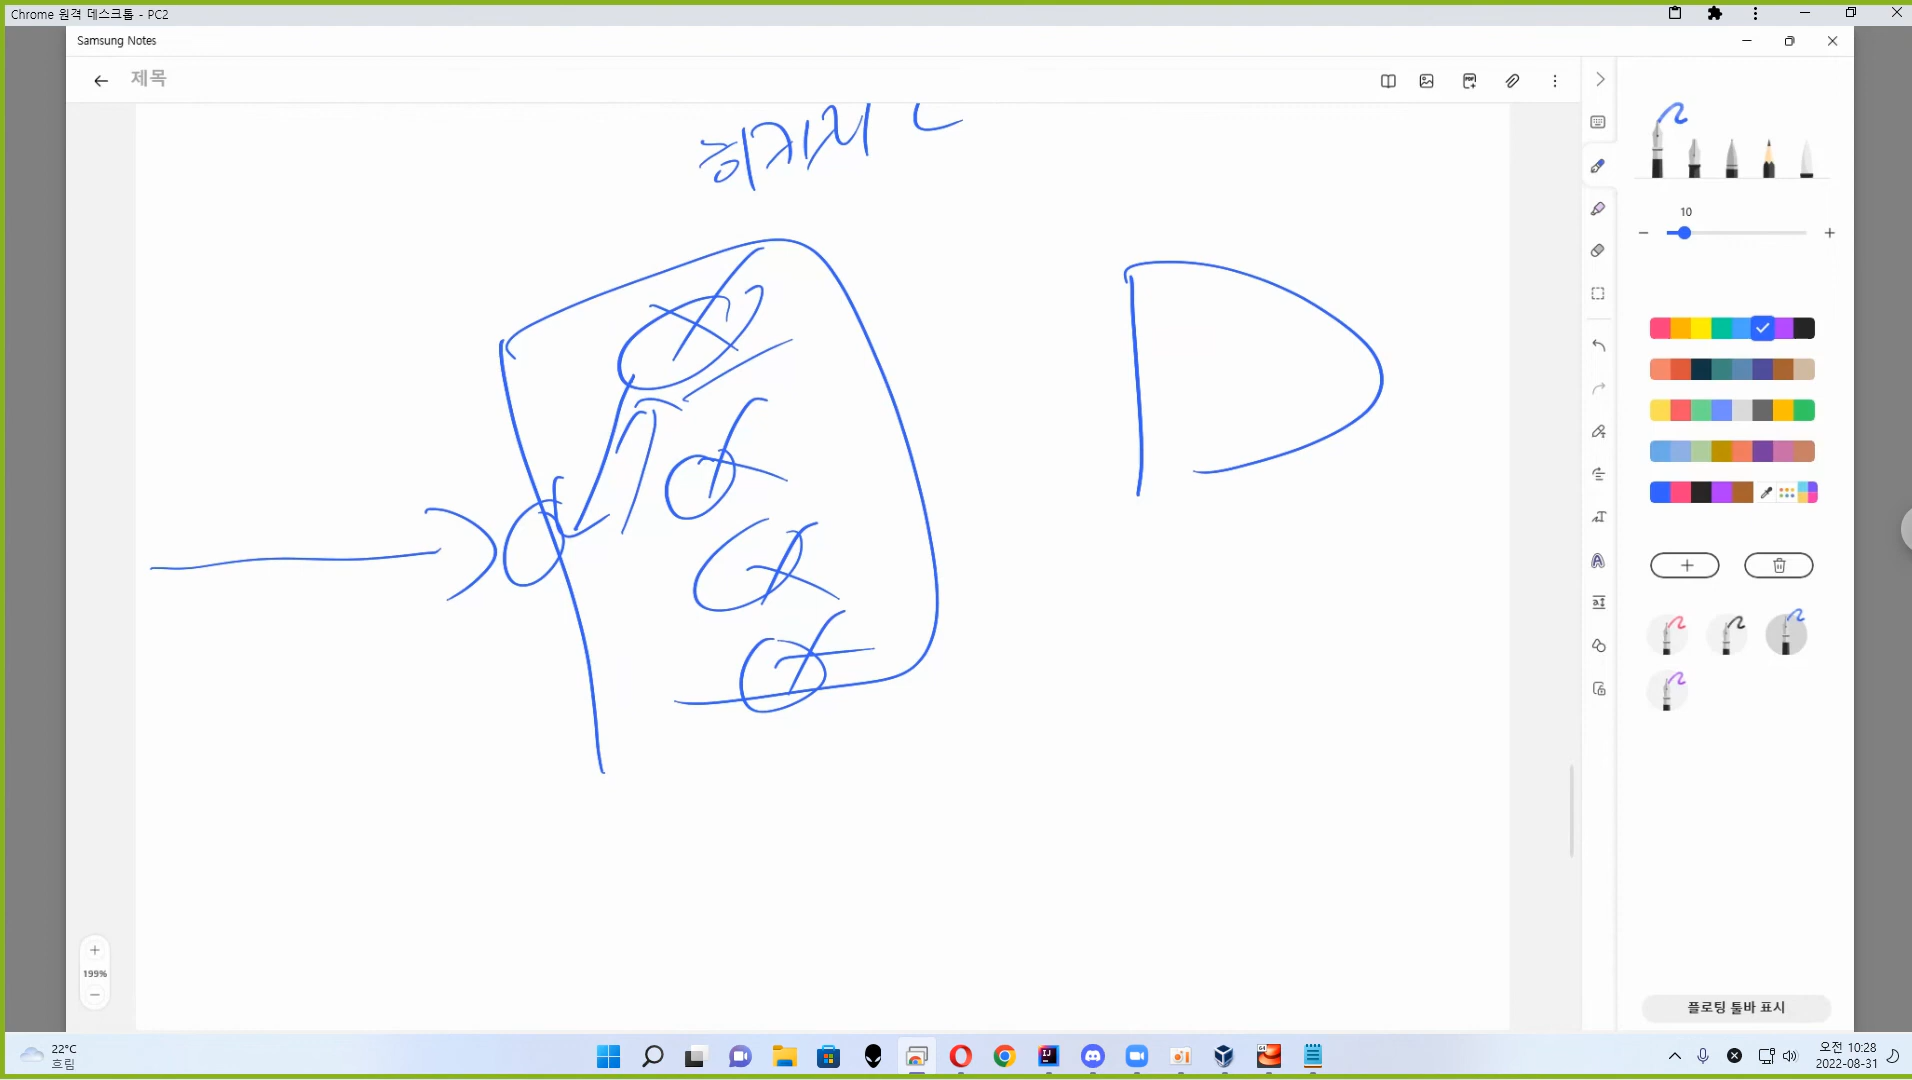 Chrome 원격 데스크톱 - PC2
Samsung Notes
제목
10
199%
플로팅 툴바 표시
22°C
흐림
오전 10:28
2022-08-31